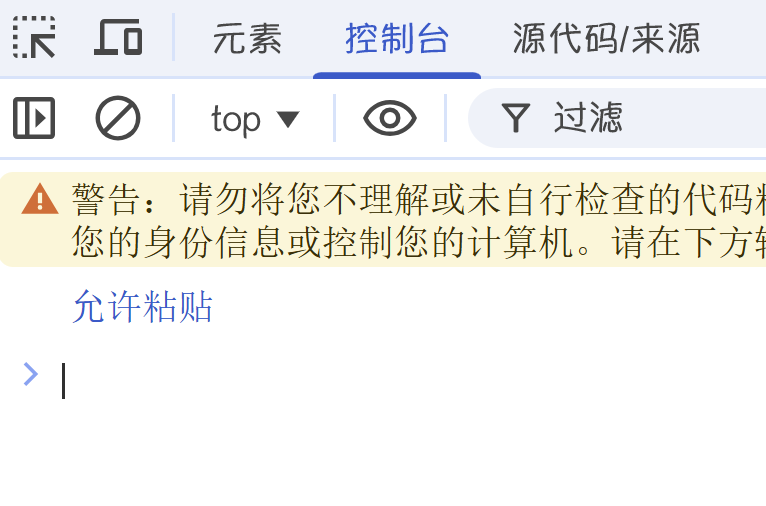 元素 控制台 源代码/来源
top 过滤
警告：请勿将您不理解或未自行检查的代码
您的身份信息或控制您的计算机。请在下方
允许粘贴